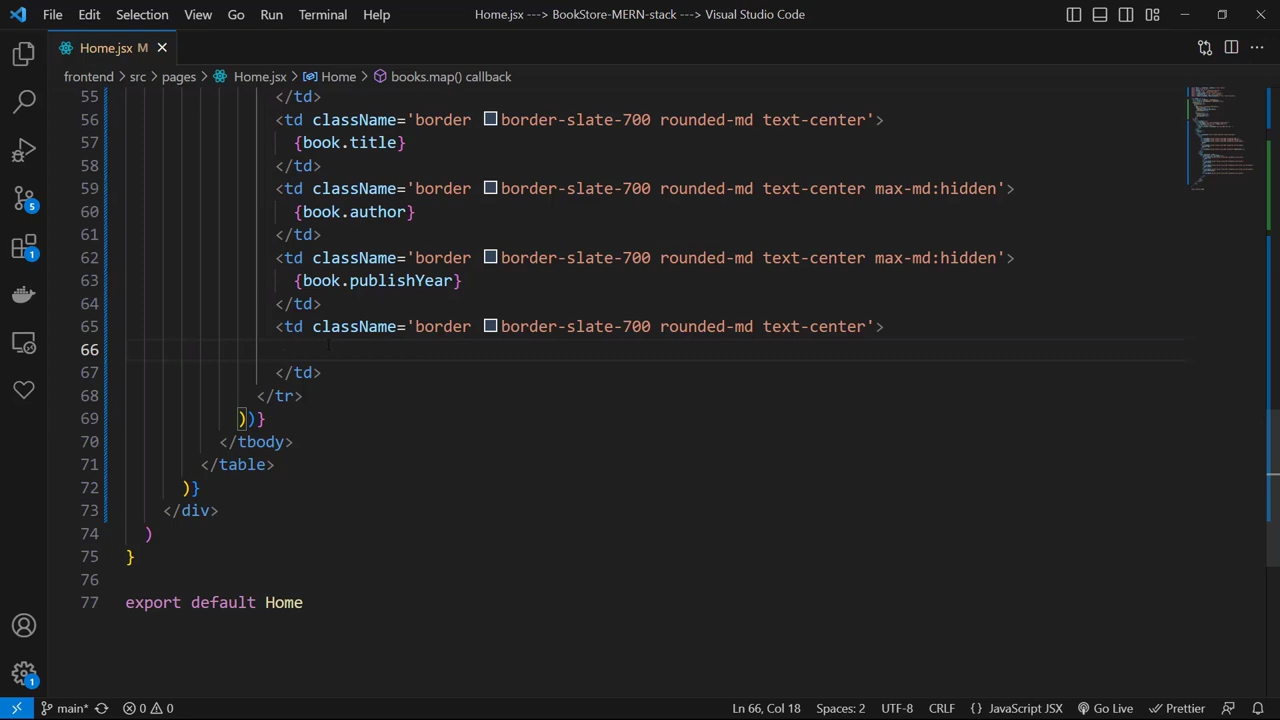 File Edit Selection View Go Run Terminal Help Home.jsx ---> BookStore-MERN-stack ---> Visual Studio Code
Home.jsx M
frontend > src > pages > Home.jsx > Home > books.map() callback
55 </td>
56 <td className='border border-slate-700 rounded-md text-center'>
57 {book.title}
58 </td>
59 <td className='border border-slate-700 rounded-md text-center max-md:hidden'>
60 {book.author}
61 </td>
62 <td className='border border-slate-700 rounded-md text-center max-md:hidden'>
63 {book.publishYear}
64 </td>
65 <td className='border border-slate-700 rounded-md text-center'>
66
67 </td>
68 </tr>
69 ))}
70 </tbody>
71 </table>
72 )}
73 </div>
74 )
75 }
76
77 export default Home
5
1
1
main* 0 0 Ln 66, Col 18 Spaces: 2 UTF-8 CRLF {} JavaScript JSX Go Live Prettier